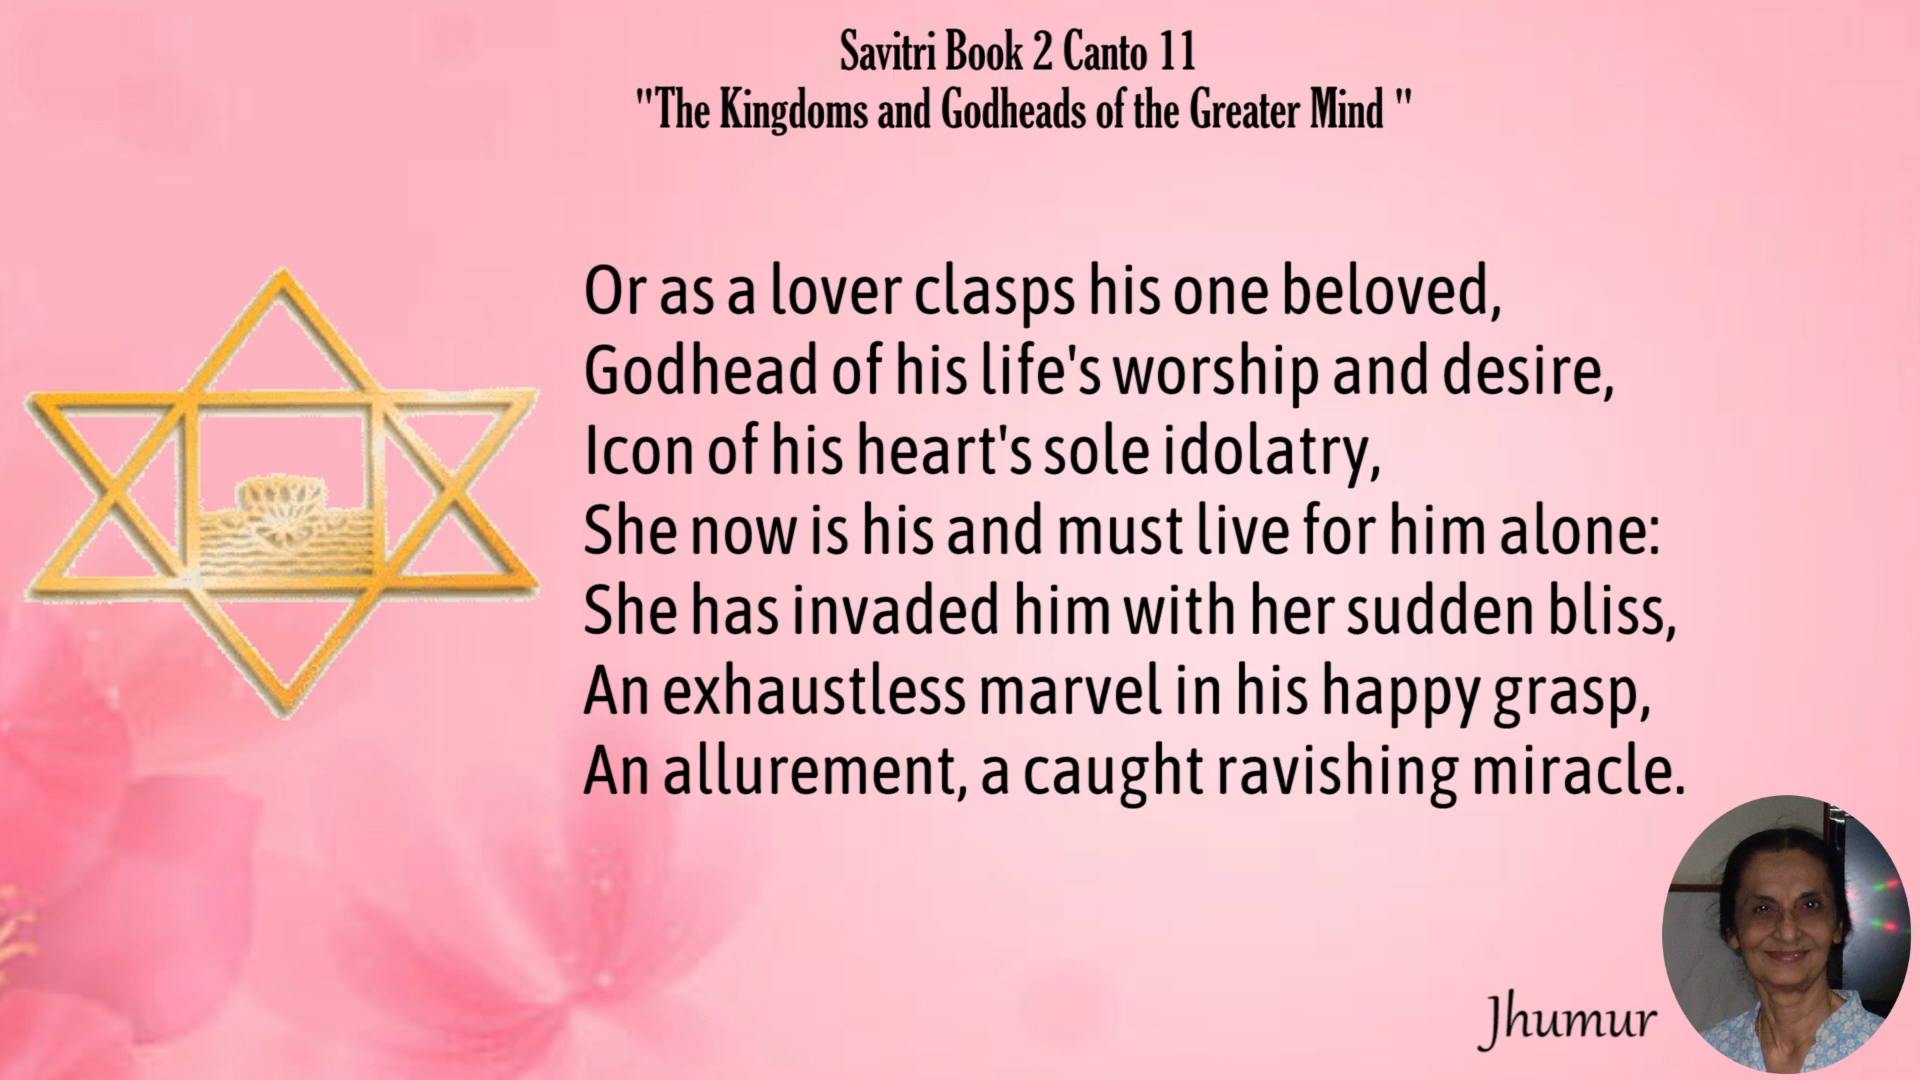 Savitri Book 2 Canto 11
"The Kingdoms and Godheads of the Greater Mind "
Or as a lover clasps his one beloved,
Godhead of his life's worship and desire,
Icon of his heart's sole idolatry,
She now is his and must live for him alone:
She has invaded him with her sudden bliss,
An exhaustless marvel in his happy grasp,
An allurement, a caught ravishing miracle.
Jhumur